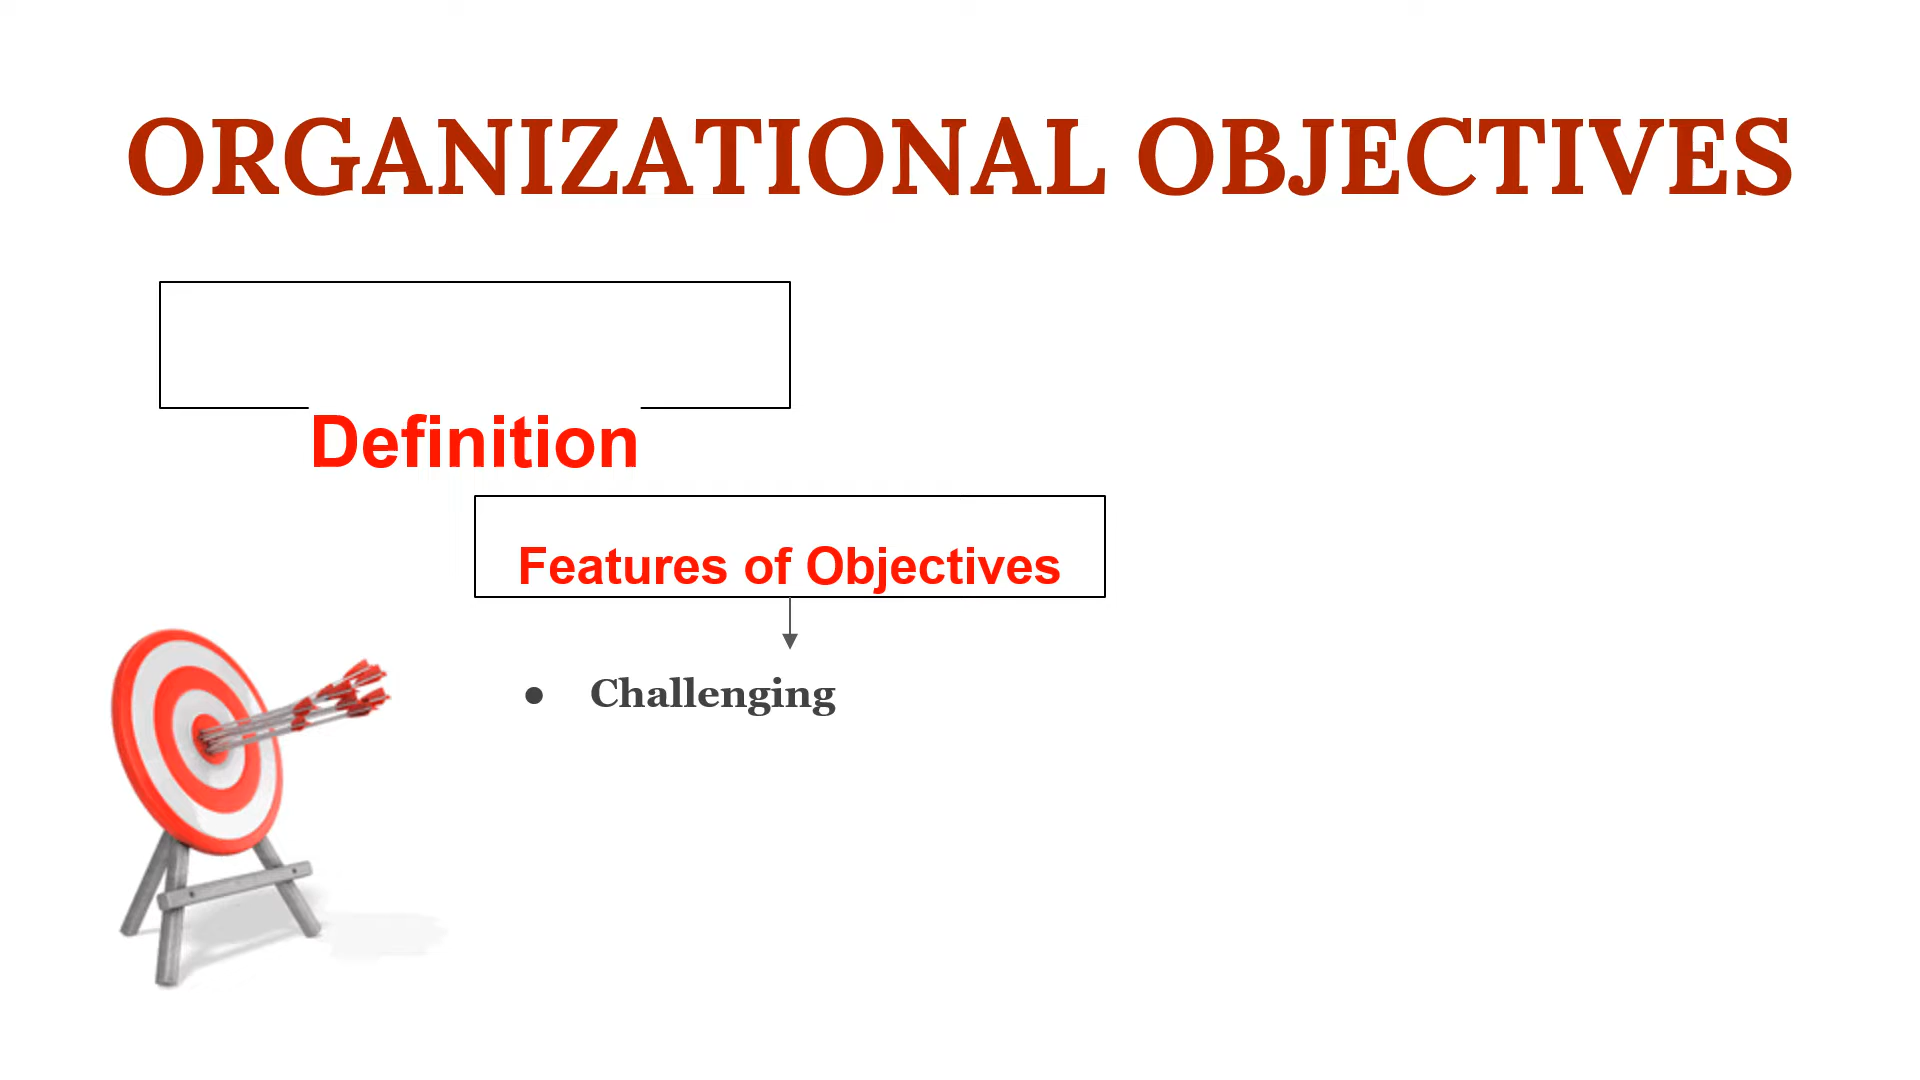 ORGANIZATIONAL OBJECTIVES
Definition
Features of Objectives
● Challenging